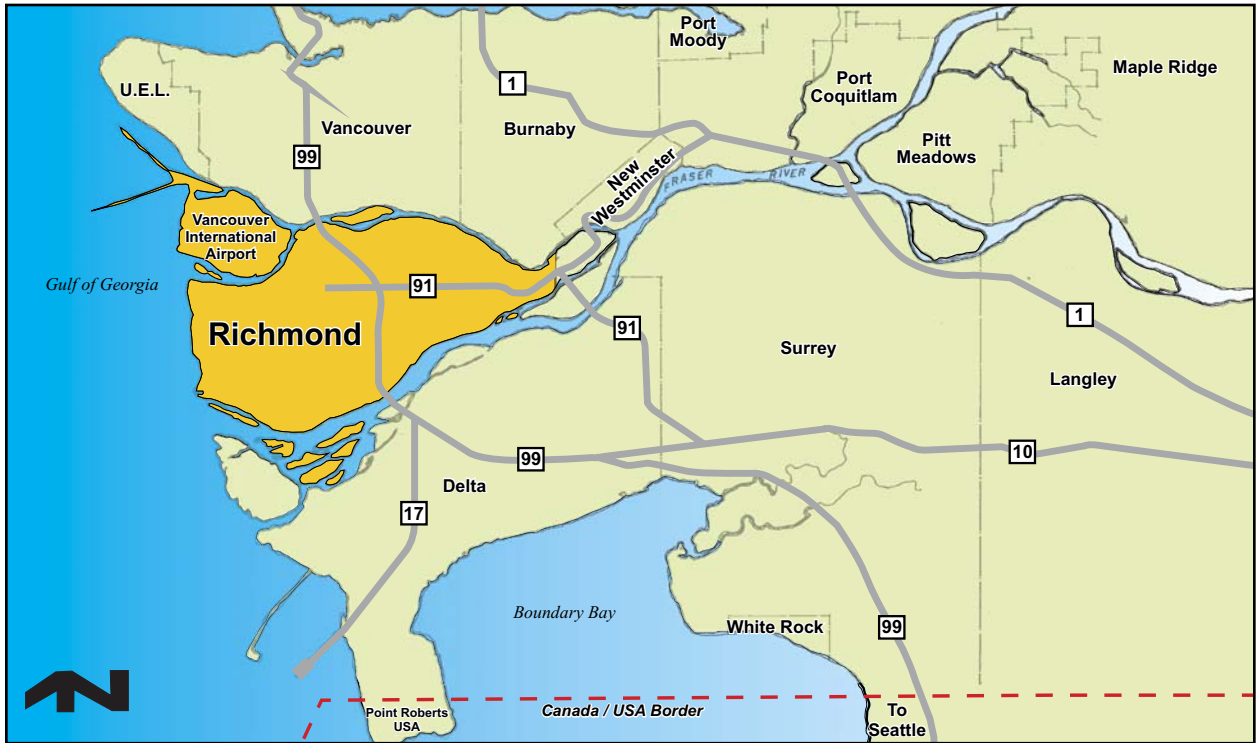 Port
Moody
Maple Ridge
U.E.L.
1
Port
Coquitlam
Vancouver
Burnaby
99
Pitt
Meadows
New
Westminster
FRASER RIVER
Vancouver
International
Airport
Gulf of Georgia
91
1
Richmond
91
Surrey
Langley
99
10
Delta
17
Boundary Bay
White Rock
99
Canada / USA Border
Point Roberts
USA
To
Seattle
N